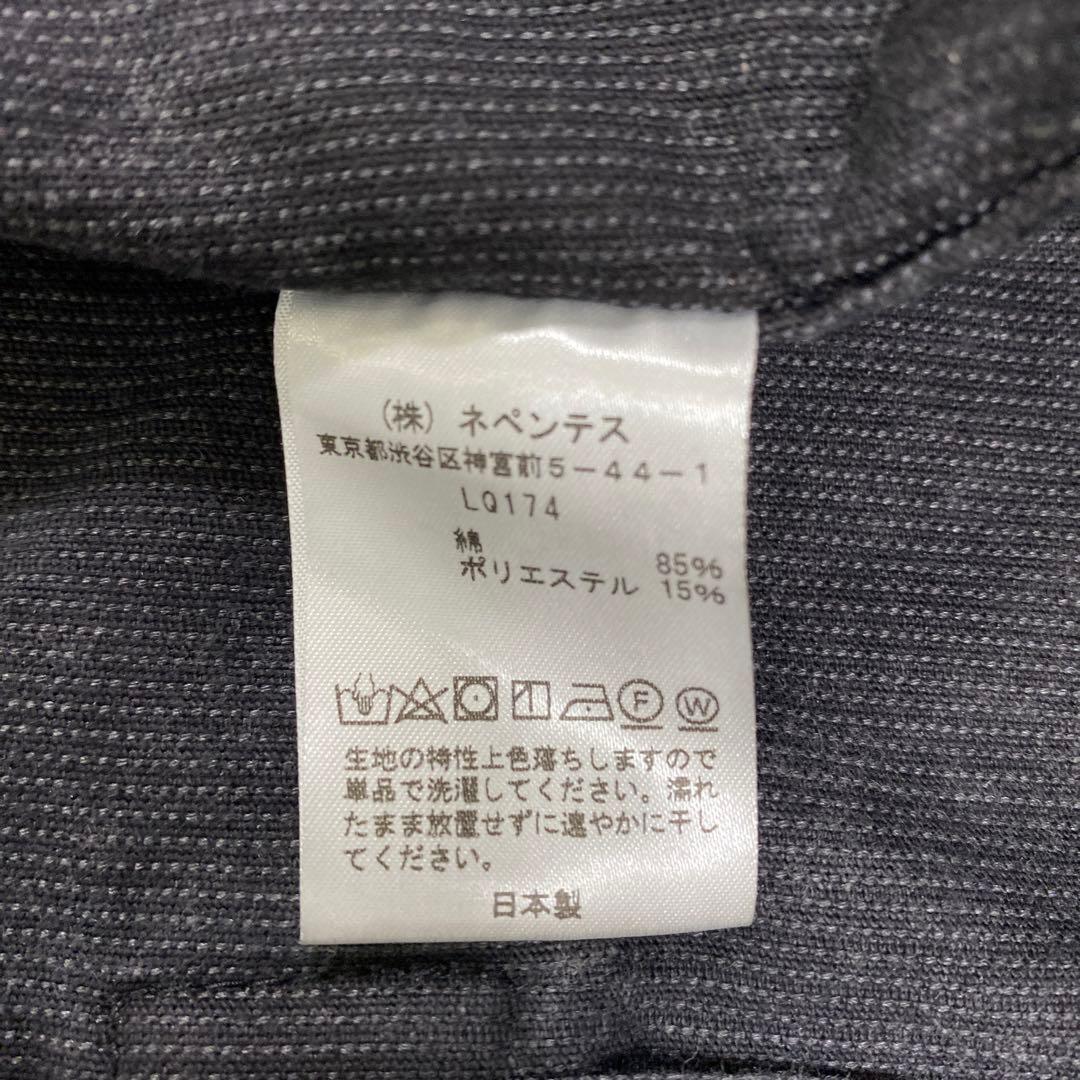 (株) ネペンテス
東京都渋谷区神宮前5-44-1
LQ174
綿 85%
ポリエステル 15%
F W
生地の特性上色落ちしますので
単品で洗濯してください。濡れ
たまま放置せずに速やかに干し
てください。
日本製